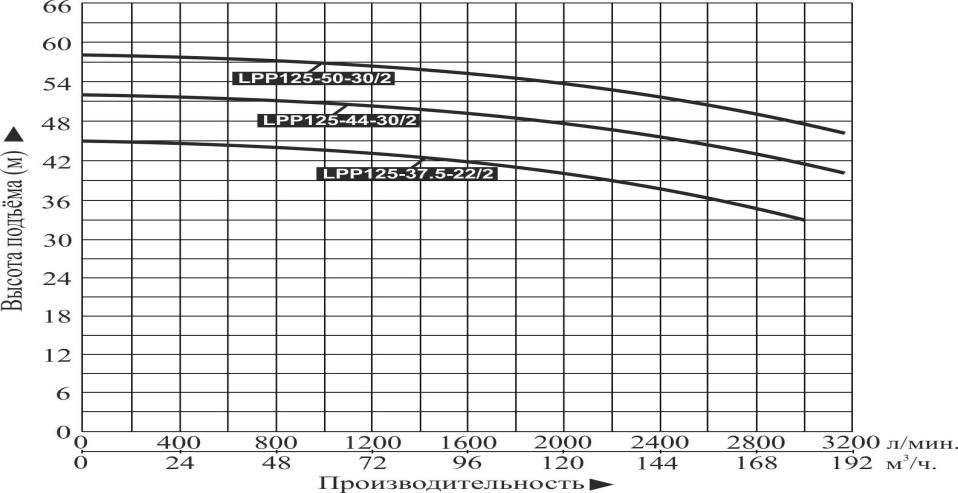 66
60
54
48
42
36
30
24
18
12
6
0
Высота подъёма (м)
LPP125-50-30/2
LPP125-44-30/2
LPP125-37.5-22/2
0 400 800 1200 1600 2000 2400 2800 3200 л/мин.
0 24 48 72 96 120 144 168 192 м³/ч.
Производительность